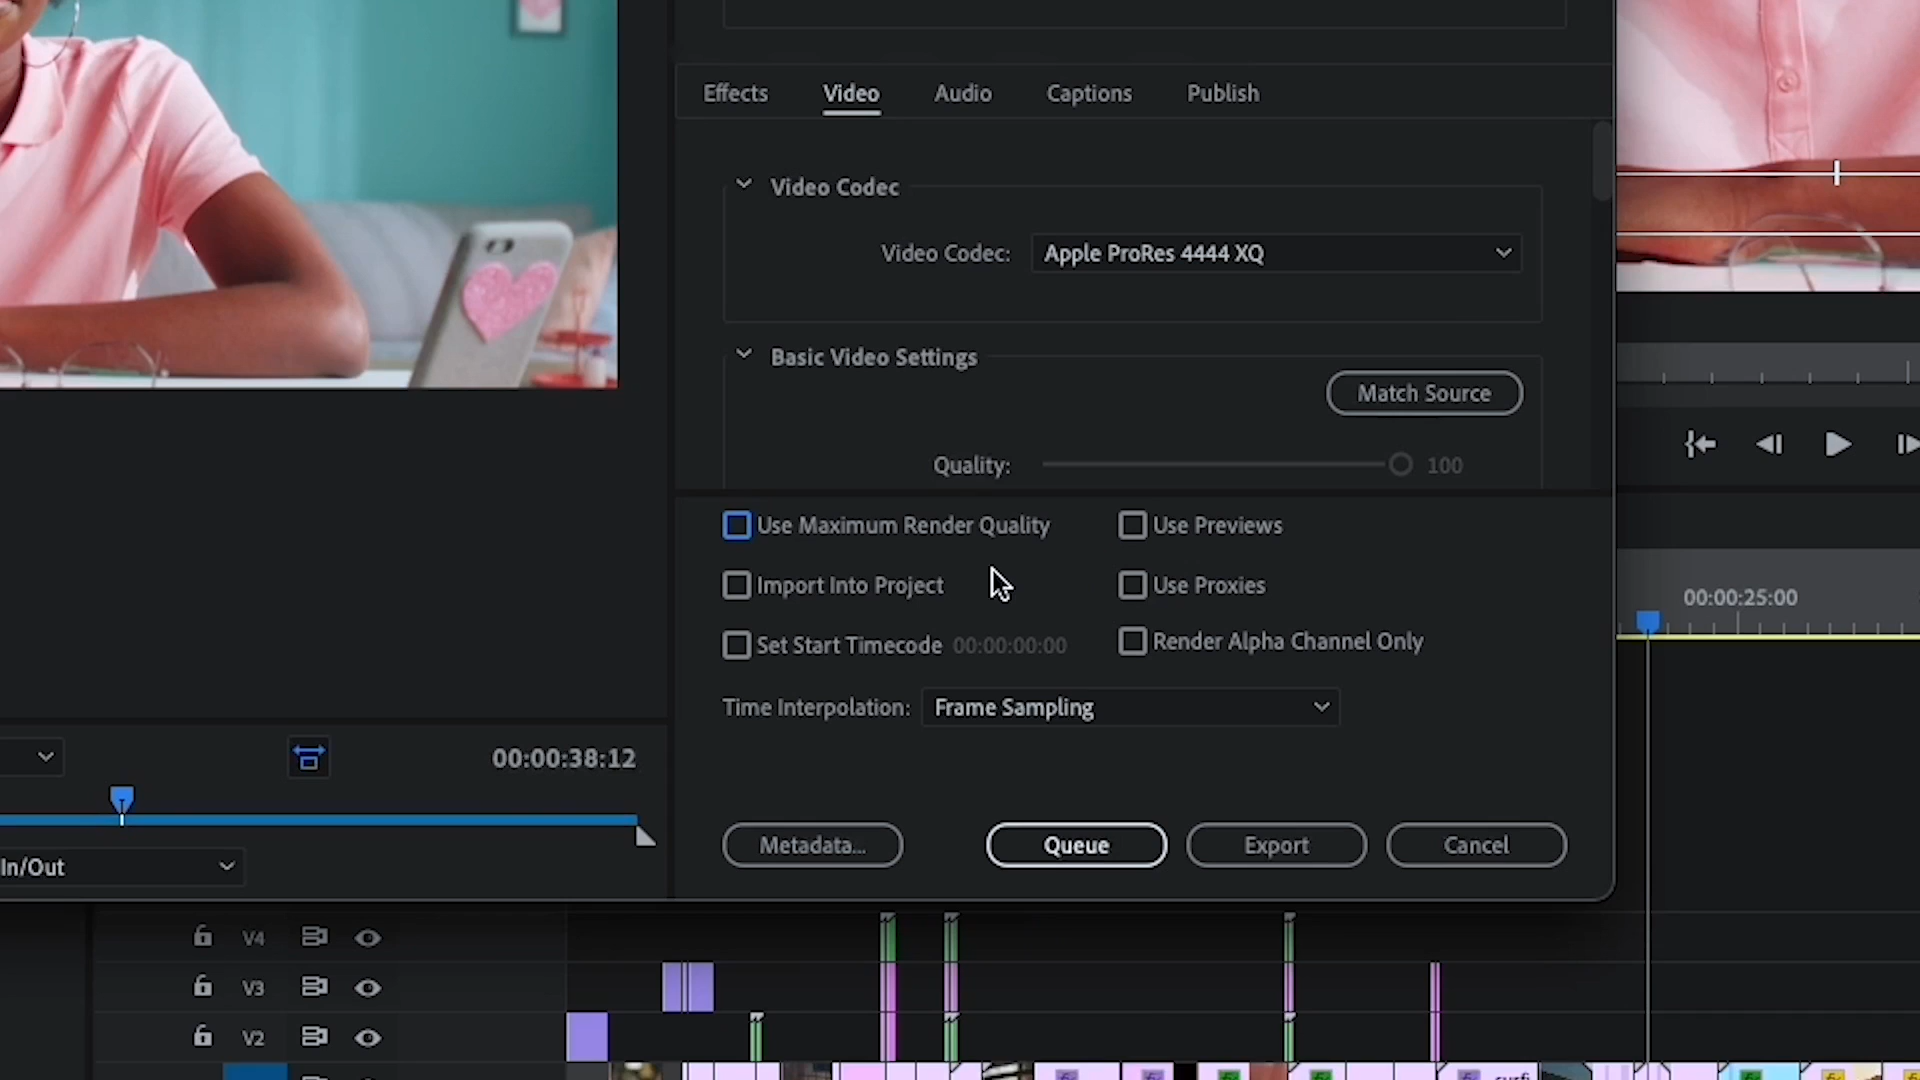 Effects Video Audio Captions Publish
Video Codec
Video Codec: Apple ProRes 4444 XQ
Basic Video Settings
Match Source
Quality: 100
Use Maximum Render Quality Use Previews
Import Into Project Use Proxies
Set Start Timecode 00:00:00:00 Render Alpha Channel Only
Time Interpolation: Frame Sampling
00:00:25:00
00:00:38:12
In/Out
Metadata... Queue Export Cancel
V4
V3
V2